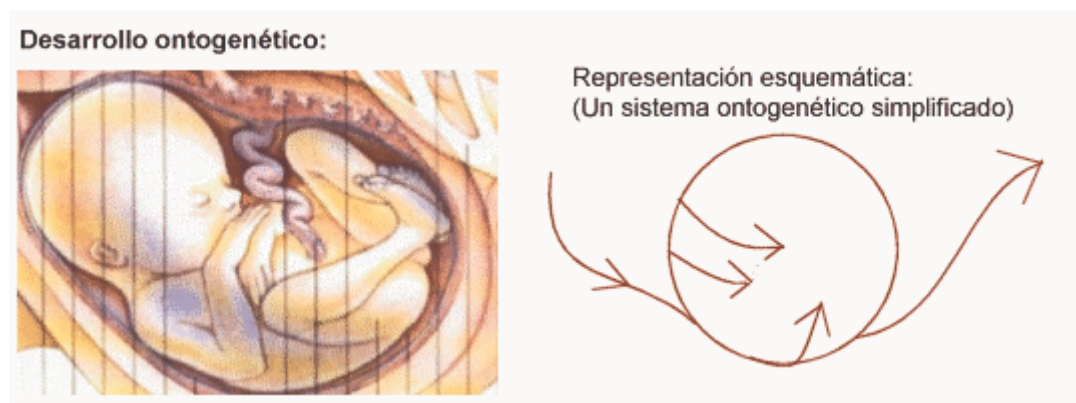 Desarrollo ontogenético:
Representación esquemática:
(Un sistema ontogenético simplificado)